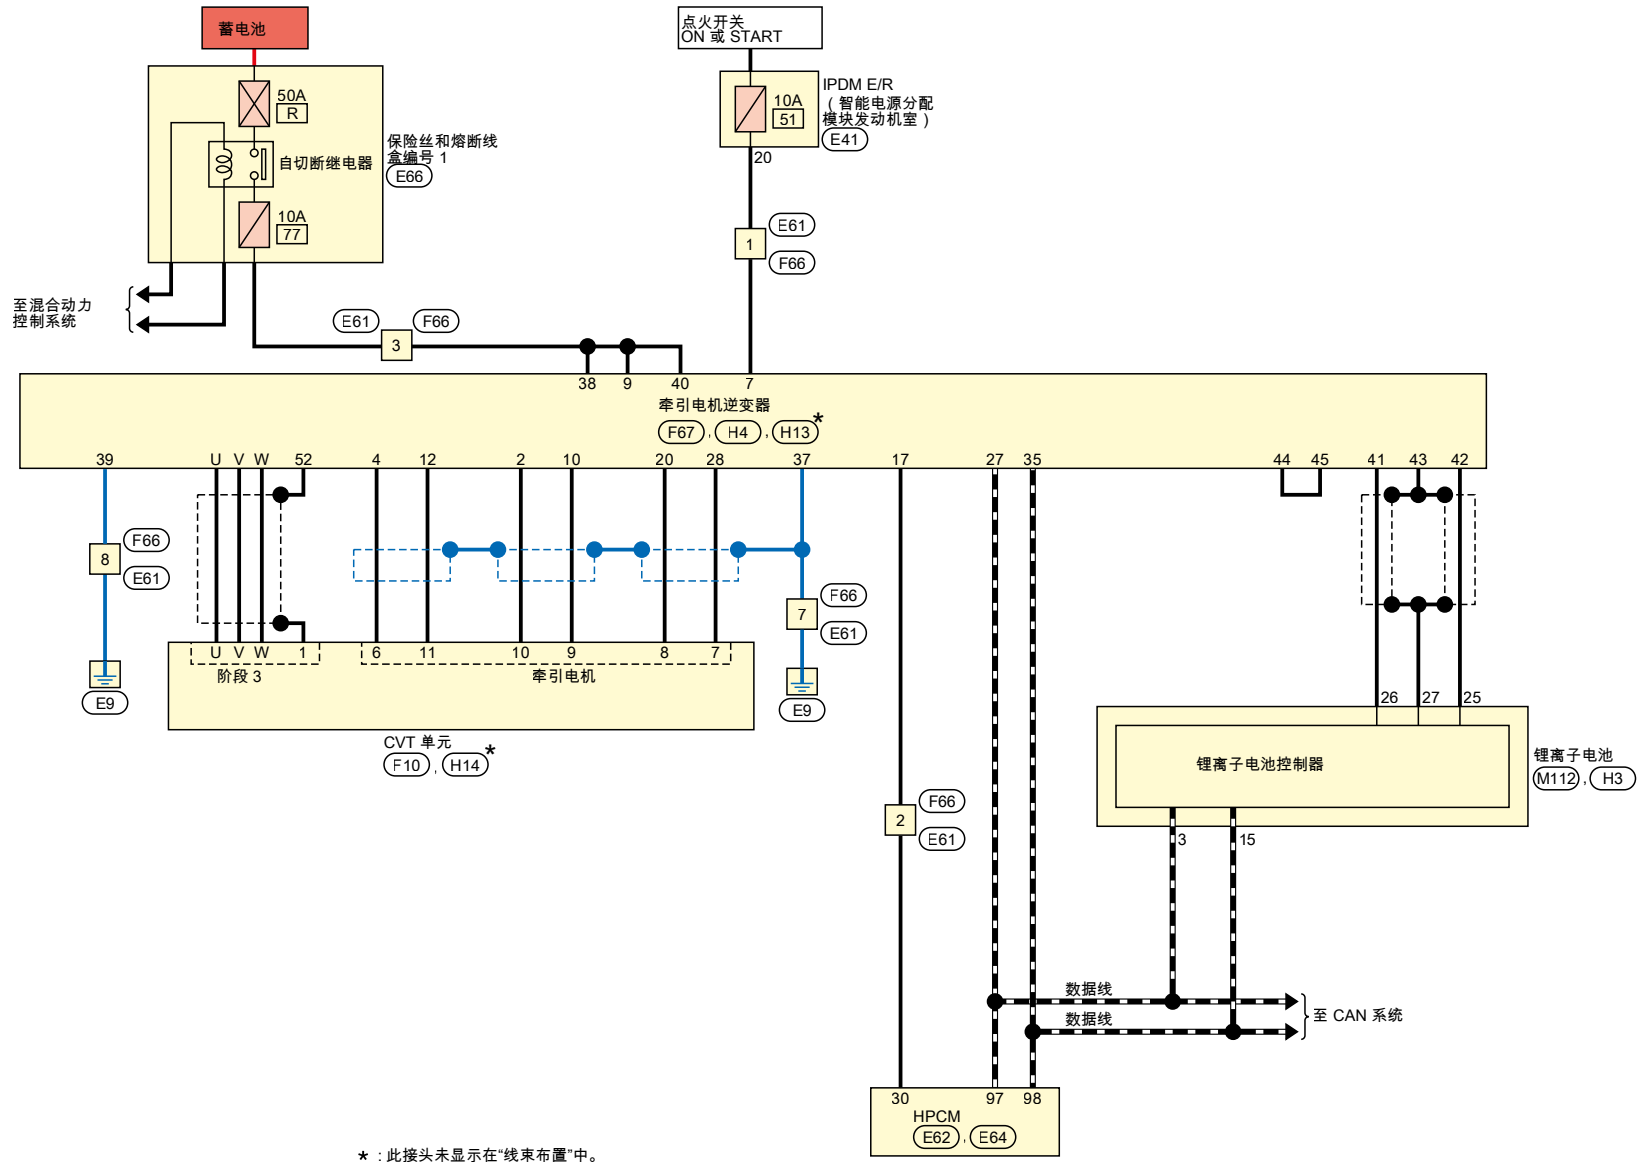 蓄电池
点火开关
ON 或 START
50A
R
自切断继电器
10A
77
保险丝和熔断线
盒编号 1
E66
10A
51
IPDM E/R
（智能电源分配
模块发动机室）
E41
20
1
E61
F66
至混合动力
控制系统
E61
3
F66
38 9 40 7
牵引电机逆变器
F67 , H4 , H13 *
39 U V W 52 4 12 2 10 20 28 37 17 27 35 44 45 41 43 42
8
F66
E61
E9
7
F66
E61
E9
U V W 1 6 11 10 9 8 7
阶段 3
牵引电机
CVT 单元
F10 , H14 *
26 27 25
锂离子电池控制器
锂离子电池
M112 , H3
3 15
2
F66
E61
数据线
数据线
至 CAN 系统
30 97 98
HPCM
E62 , E64
* : 此接头未显示在“线束布置”中。